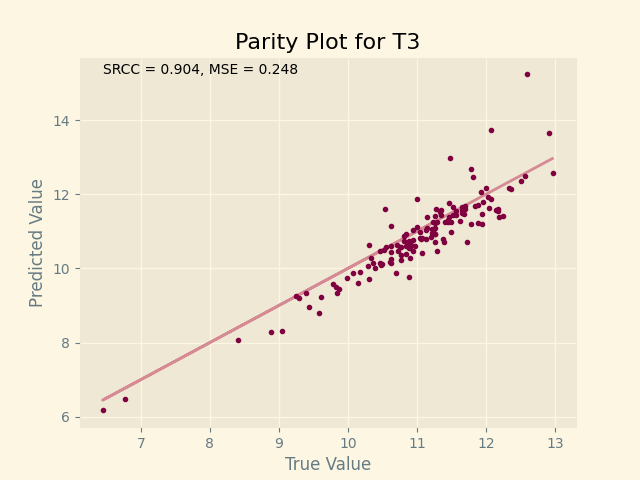 Parity Plot for T3
SRCC = 0.904, MSE = 0.248
Predicted Value
14
12
10
8
6
7 8 9 10 11 12 13
True Value